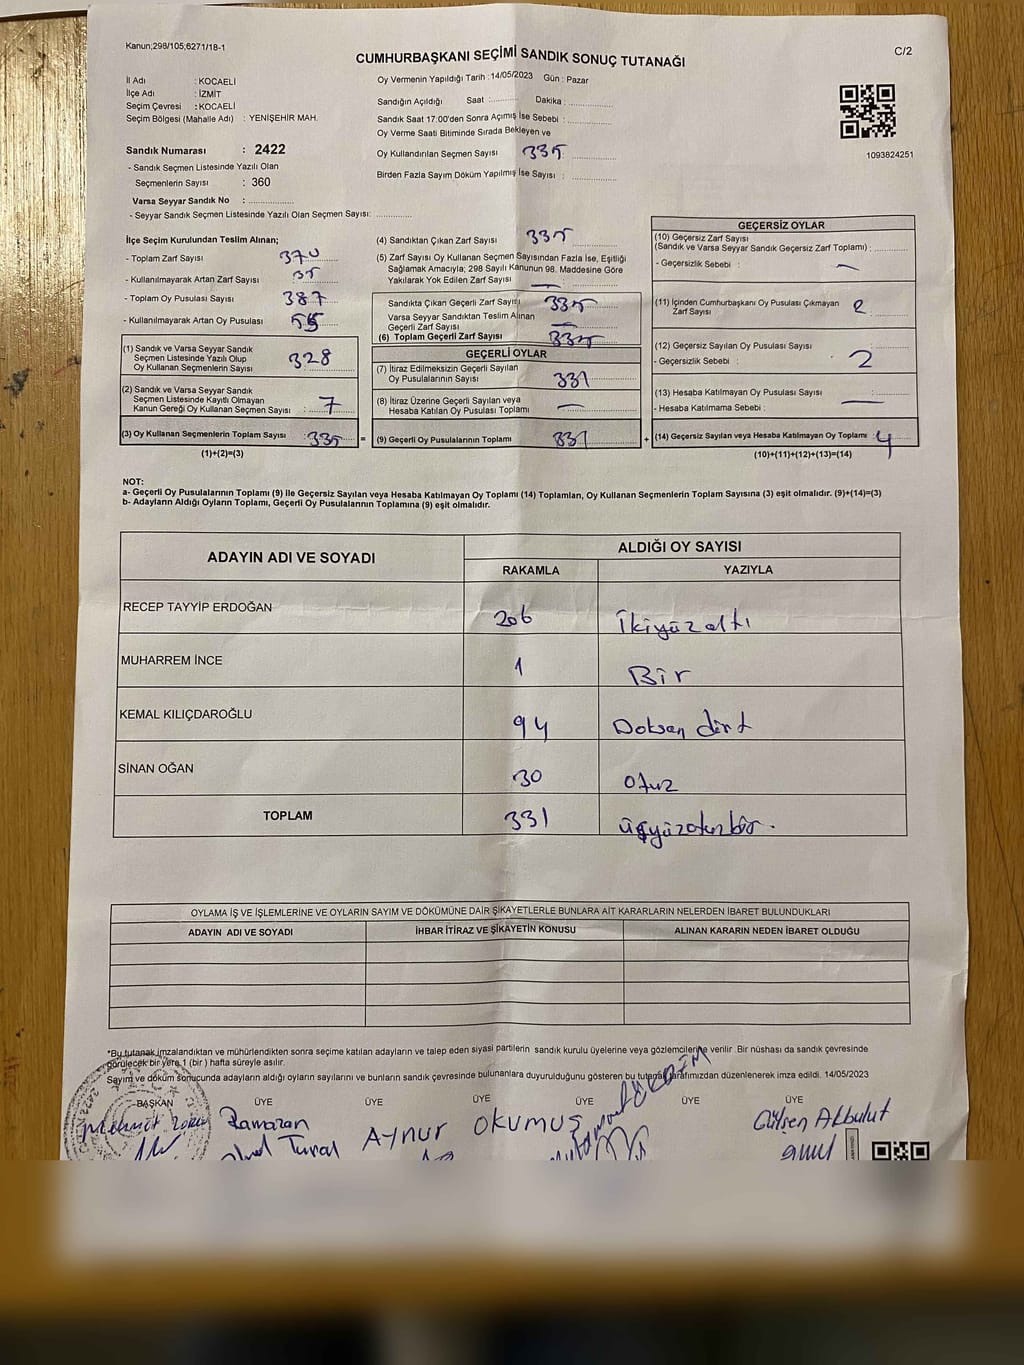 Kanun;298/105;6271/18-1
C/2
CUMHURBAŞKANI SEÇİMİ SANDIK SONUÇ TUTANAĞI
İl Adı : KOCAELİ
İlçe Adı : İZMİT
Seçim Çevresi : KOCAELİ
Seçim Bölgesi (Mahalle Adı) : YENİŞEHİR MAH.
Sandık Numarası : 2422
- Sandık Seçmen Listesinde Yazılı Olan
Seçmenlerin Sayısı : 360
Varsa Seyyar Sandık No :
- Seyyar Sandık Seçmen Listesinde Yazılı Olan Seçmen Sayısı:
Oy Vermenin Yapıldığı Tarih : 14/05/2023 Gün : Pazar
Sandığın Açıldığı Saat : Dakika :
Sandık Saat 17:00'den Sonra Açımış İse Sebebi :
Oy Verme Saati Bitiminde Sırada Bekleyen ve
Oy Kullandırılan Seçmen Sayısı 335
Birden Fazla Sayım Döküm Yapılmış İse Sayısı :
1093824251
İlçe Seçim Kurulundan Teslim Alınan;
- Toplam Zarf Sayısı 370
- Kullanılmayarak Artan Zarf Sayısı : 35
- Toplam Oy Pusulası Sayısı : 387
- Kullanılmayarak Artan Oy Pusulası :
(1) Sandık ve Varsa Seyyar Sandık
Seçmen Listesinde Yazılı Olup
Oy Kullanan Seçmenlerin Sayısı 328
(2) Sandık ve Varsa Seyyar Sandık
Seçmen Listesinde Kayıtlı Olmayan
Kanun Gereği Oy Kullanan Seçmen Sayısı : 7
(3) Oy Kullanan Seçmenlerin Toplam Sayısı : 335 =
(1)+(2)=(3)
(4) Sandıktan Çıkan Zarf Sayısı 335
(5) Zarf Sayısı Oy Kullanan Seçmen Sayısından Fazla İse, Eşitliği
Sağlamak Amacıyla; 298 Sayılı Kanunun 98. Maddesine Göre
Yakılarak Yok Edilen Zarf Sayısı : —
Sandıkta Çıkan Geçerli Zarf Sayısı 335
Varsa Seyyar Sandıktan Teslim Alınan
Geçerli Zarf Sayısı —
(6) Toplam Geçerli Zarf Sayısı 335
GEÇERLİ OYLAR
(7) İtiraz Edilmeksizin Geçerli Sayılan
Oy Pusulalarının Sayısı 331
(8) İtiraz Üzerine Geçerli Sayılan veya
Hesaba Katılan Oy Pusulası Toplamı —
(9) Geçerli Oy Pusulalarının Toplamı 331 +
GEÇERSİZ OYLAR
(10) Geçersiz Zarf Sayısı
(Sandık ve Varsa Seyyar Sandık Geçersiz Zarf Toplamı) :
- Geçersizlik Sebebi : —
(11) İçinden Cumhurbaşkanı Oy Pusulası Çıkmayan
Zarf Sayısı 2
(12) Geçersiz Sayılan Oy Pusulası Sayısı :
- Geçersizlik Sebebi : 2
(13) Hesaba Katılmayan Oy Pusulası :
- Hesaba Katılmama Sebebi : —
(14) Geçersiz Sayılan veya Hesaba Katılmayan Oy Toplamı : 4
(10)+(11)+(12)+(13)=(14)
NOT:
a- Geçerli Oy Pusulalarının Toplamı (9) ile Geçersiz Sayılan veya Hesaba Katılmayan Oy Toplamı (14) Toplamları, Oy Kullanan Seçmenlerin Toplam Sayısına (3) eşit olmalıdır. (9)+(14)=(3)
b- Adayların Aldığı Oyların Toplamı, Geçerli Oy Pusulalarının Toplamına (9) eşit olmalıdır.
ADAYIN ADI VE SOYADI
ALDIĞI OY SAYISI
RAKAMLA YAZIYLA
RECEP TAYYİP ERDOĞAN 206 İkiyüzaltı
MUHARREM İNCE 1 Bir
KEMAL KILIÇDAROĞLU 94 Doksan dört
SİNAN OĞAN 30 Otuz
TOPLAM 331 üçyüzotuzbir.
OYLAMA İŞ VE İŞLEMLERİNE VE OYLARIN SAYIM VE DÖKÜMÜNE DAİR ŞİKAYETLERLE BUNLARA AİT KARARLARIN NELERDEN İBARET BULUNDUKLARI
ADAYIN ADI VE SOYADI İHBAR İTİRAZ VE ŞİKAYETİN KONUSU ALINAN KARARIN NEDEN İBARET OLDUĞU
*Bu tutanak imzalandıktan ve mühürlendikten sonra seçime katılan adayların ve talep eden siyasi partilerin sandık kurulu üyelerine veya gözlemcilerine verilir. Bir nüshası da sandık çevresinde
görülecek bir yere 1 (bir) hafta süreyle asılır.
Sayım ve döküm sonucunda adayların aldığı oyların sayılarını ve bunların sandık çevresinde bulunanlara duyurulduğunu gösteren bu tutanak tarafımızdan düzenlenerek imza edildi. 14/05/2023
BAŞKAN ÜYE ÜYE ÜYE ÜYE ÜYE ÜYE
Ramazan
Tural
Aynur OKUMUŞ
Gülsen Akbulut